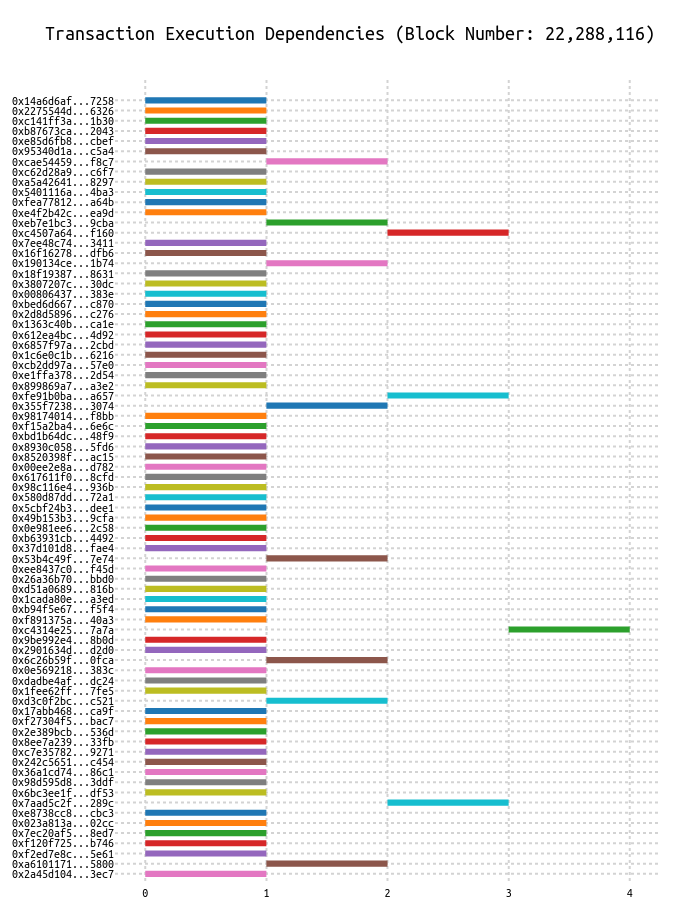 Transaction Execution Dependencies (Block Number: 22,288,116)
0x14a6d6af...7258
0x2275544d...6326
0xc141ff3a...1b30
0xb87673ca...2043
0xe85d6fb8...cbef
0x95340d1a...c5a4
0xcae54459...f8c7
0xc62d28a9...c6f7
0xa5a42641...8297
0x5401116a...4ba3
0xfea77812...a64b
0xe4f2b42c...ea9d
0xeb7e1bc3...9cba
0xc4507a64...f160
0x7ee48c74...3411
0x16f16278...dfb6
0x190134ce...1b74
0x18f19387...8631
0x3807207c...30dc
0x00806437...383e
0xbed6d667...c870
0x2d8d5896...c276
0x1363c40b...ca1e
0x612ea4bc...4d92
0x6857f97a...2cbd
0x1c6e0c1b...6216
0xcb2dd97a...57e0
0xe1ffa378...2d54
0x899869a7...a3e2
0xfe91b0ba...a657
0x355f7238...3074
0x98174014...f8bb
0xf15a2ba4...6e6c
0xbd1b64dc...48f9
0x8930c058...5fd6
0x8520398f...ac15
0x00ee2e8a...d782
0x617611f0...8cfd
0x98c116e4...936b
0x580d87dd...72a1
0x5cbf24b3...dee1
0x49b153b3...9cfa
0x0e981ee6...2c58
0xb63931cb...4492
0x37d101d8...fae4
0x53b4c49f...7e74
0xee8437c0...f45d
0x26a36b70...bbd0
0xd51a0689...816b
0x1cada80e...a3ed
0xb94f5e67...f5f4
0xf891375a...40a3
0xc4314e25...7a7a
0x9be992e4...8b0d
0x2901634d...d2d0
0x6c26b59f...0fca
0x0e569218...383c
0xdadbe4af...dc24
0x1fee62ff...7fe5
0xd3c0f2bc...c521
0x17abb468...ca9f
0xf27304f5...bac7
0x2e389bcb...536d
0x8ee7a239...33fb
0xc7e35782...9271
0x242c5651...c454
0x36a1cd74...86c1
0x98d595d8...3ddf
0x6bc3ee1f...df53
0x7aad5c2f...289c
0xe8738cc8...cbc3
0x023a813a...02cc
0x7ec20af5...8ed7
0xf120f725...b746
0xf2ed7e8c...5e61
0xa6101171...5800
0x2a45d104...3ec7
0 1 2 3 4